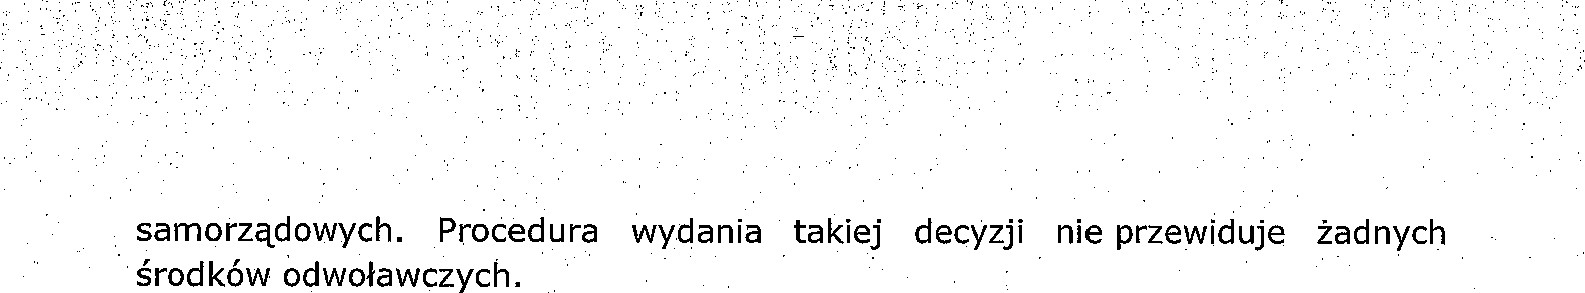 samorządowych. Procedura wydania takiej decyzji nie przewiduje żadnych
środków odwoławczych.